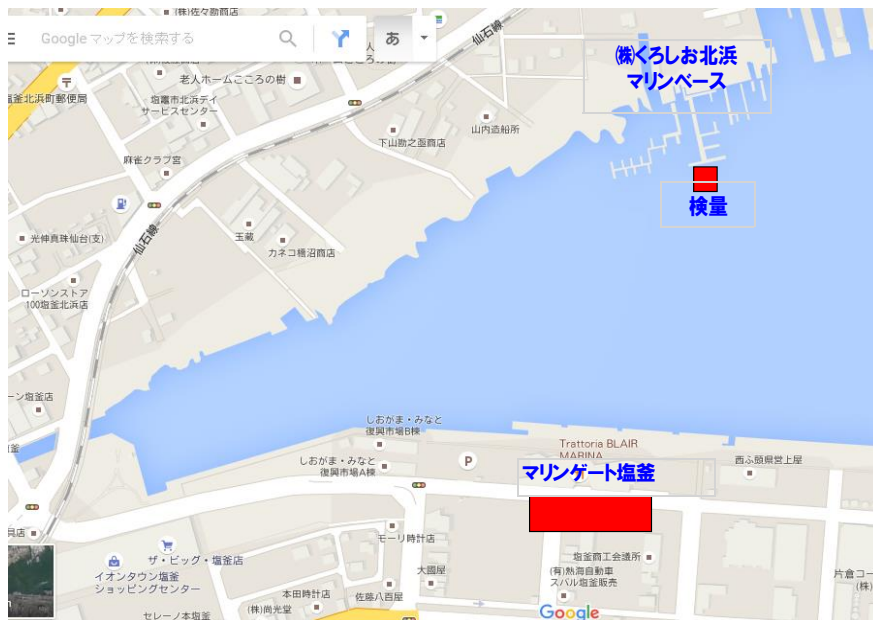 (株)佐々勘商店
Google マップを検索する
あ
仙石線
㈱くろしお北浜
マリンベース
老人ホームこころの樹
塩釜北浜町郵便局
塩竈市北浜デイ
サービスセンター
山内造船所
下山勘之函商店
麻雀クラブ宮
検量
仙石線
光伸真珠仙台(支)
玉蔵
カネコ橋沼商店
ローソンストア
100塩釜北浜店
ーン塩釜店
しおがま・みなと
復興市場B棟
Trattoria BLAIR
MARINA
しおがま・みなと
復興市場A棟
P
マリンゲート塩釜
西ふ頭県営上屋
具店
モーリ時計店
ザ・ビッグ・塩釜店
イオンタウン塩釜
ショッピングセンター
塩釜商工会議所
大國屋
(有)熱海自動車
スバル塩釜販売
片倉コー
(株)
本田時計店
佐藤八百屋
(株)尚光堂
セレーノ本塩釜
Google